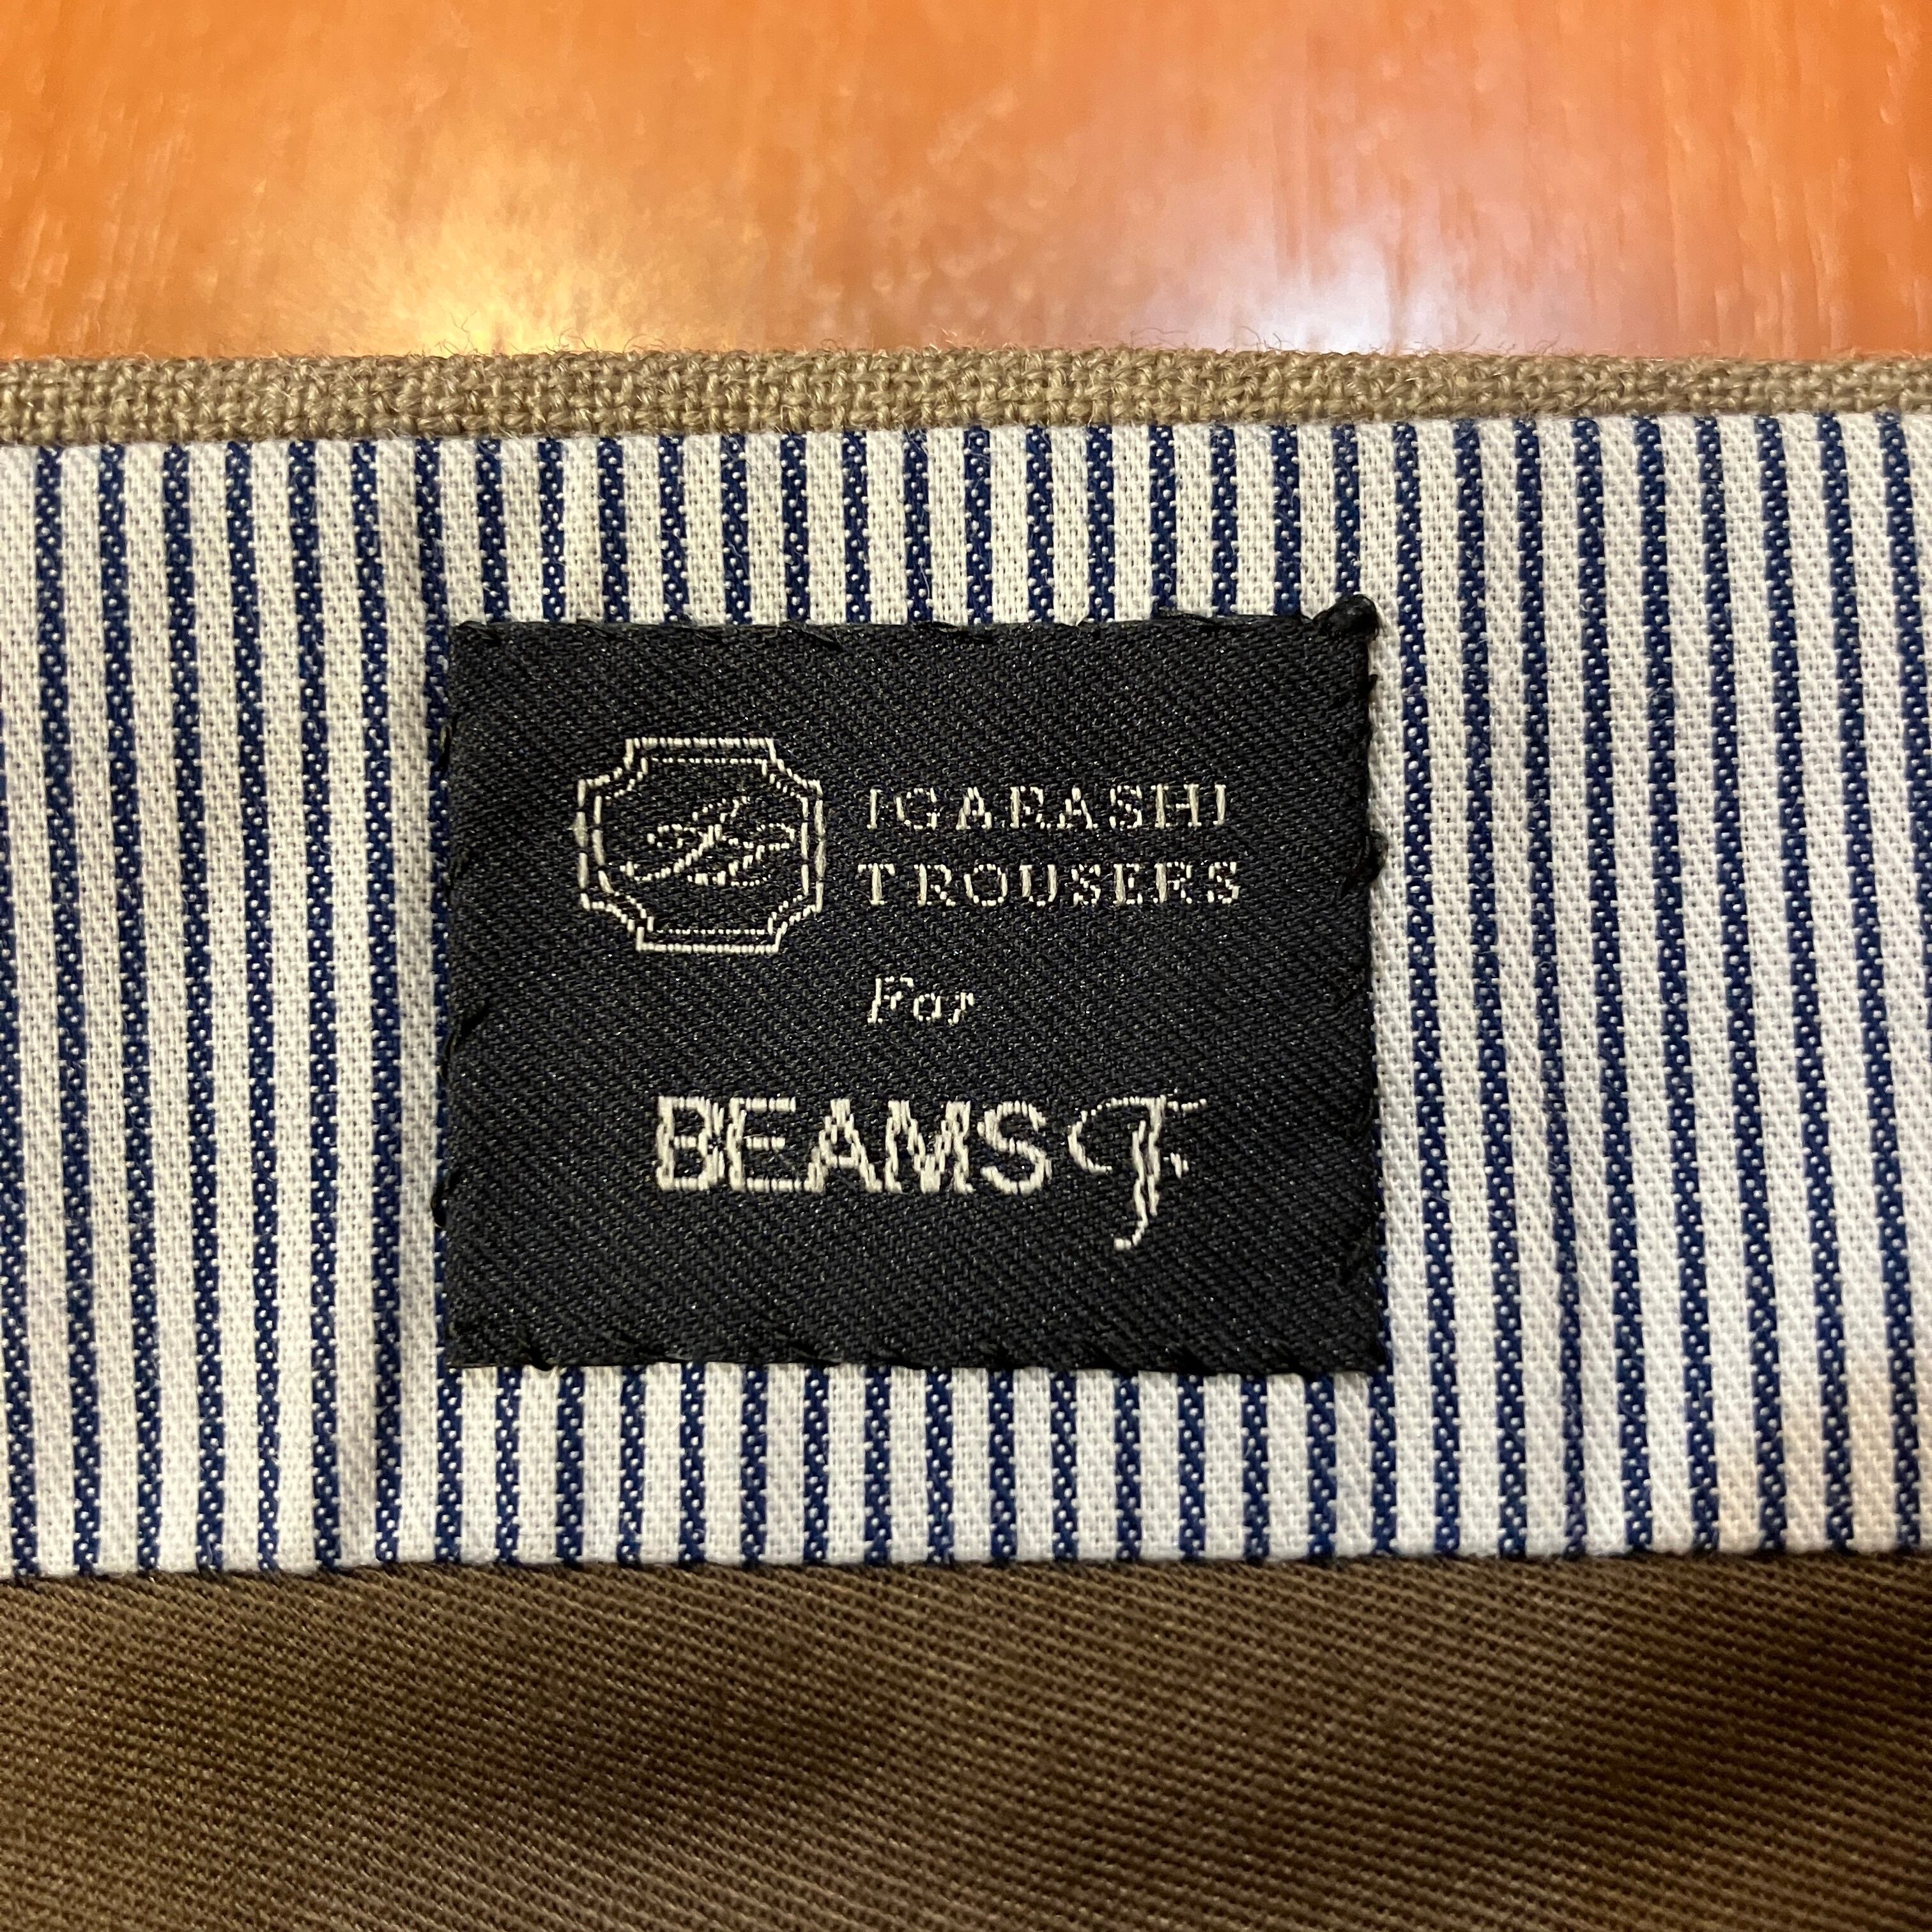 IGARASHI
TROUSERS
For
BEAMS F